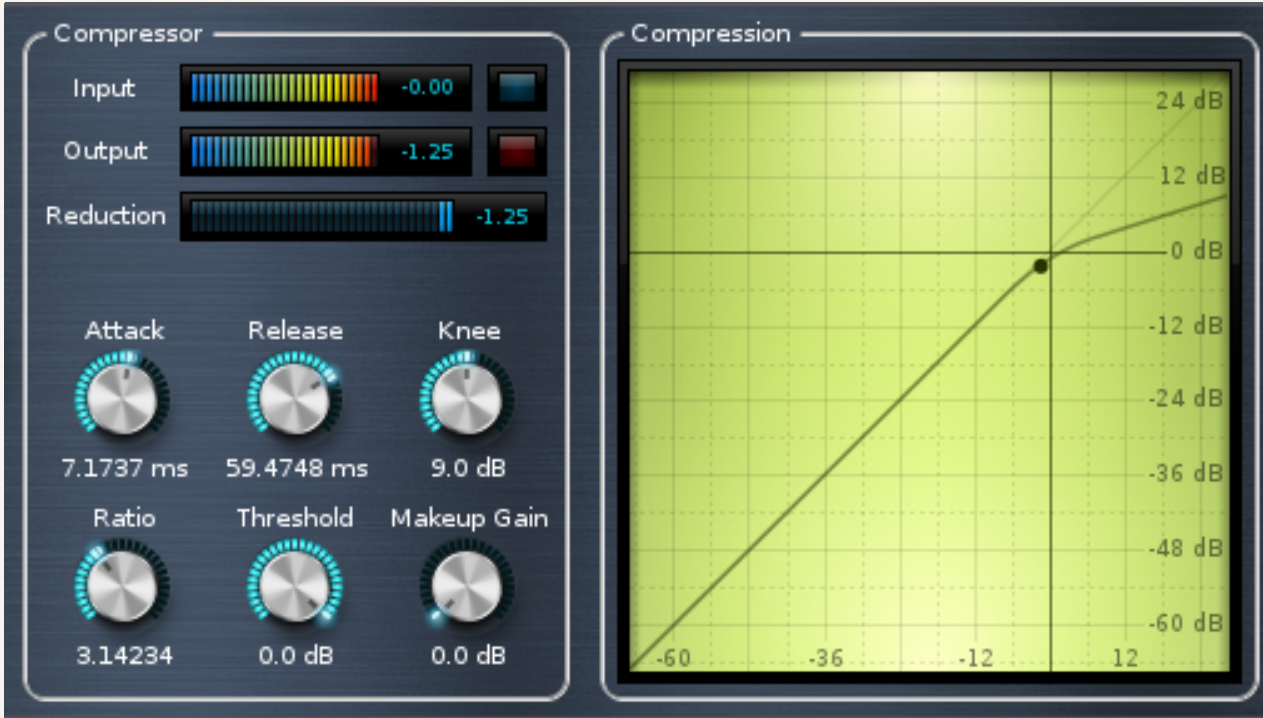 Compressor
Input -0.00
Output -1.25
Reduction -1.25
Attack Release Knee
7.1737 ms 59.4748 ms 9.0 dB
Ratio Threshold Makeup Gain
3.14234 0.0 dB 0.0 dB
Compression
24 dB
12 dB
0 dB
-12 dB
-24 dB
-36 dB
-48 dB
-60 dB
-60 -36 -12 12